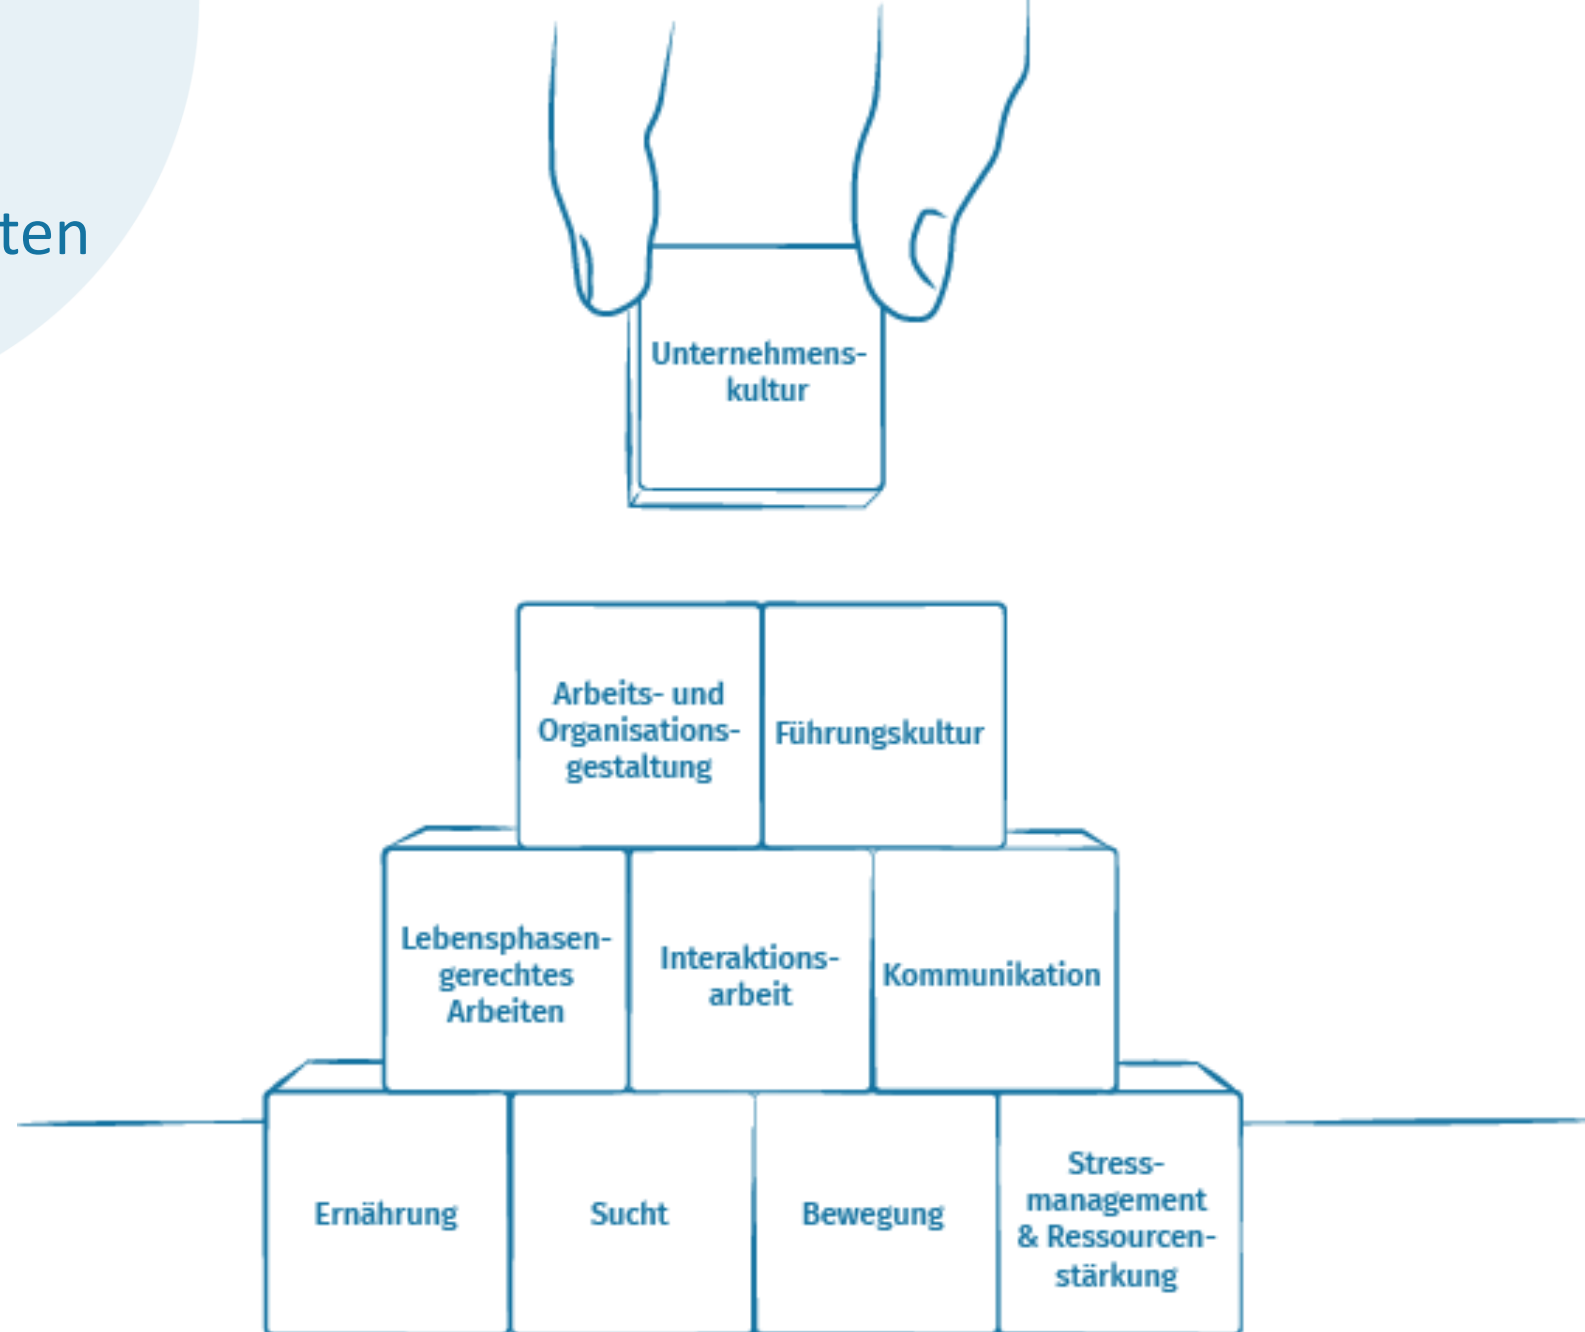 ten
Unternehmens-
kultur
Arbeits- und
Organisations-
gestaltung
Führungskultur
Lebensphasen-
gerechtes
Arbeiten
Interaktions-
arbeit
Kommunikation
Ernährung
Sucht
Bewegung
Stress-
management
& Ressourcen-
stärkung